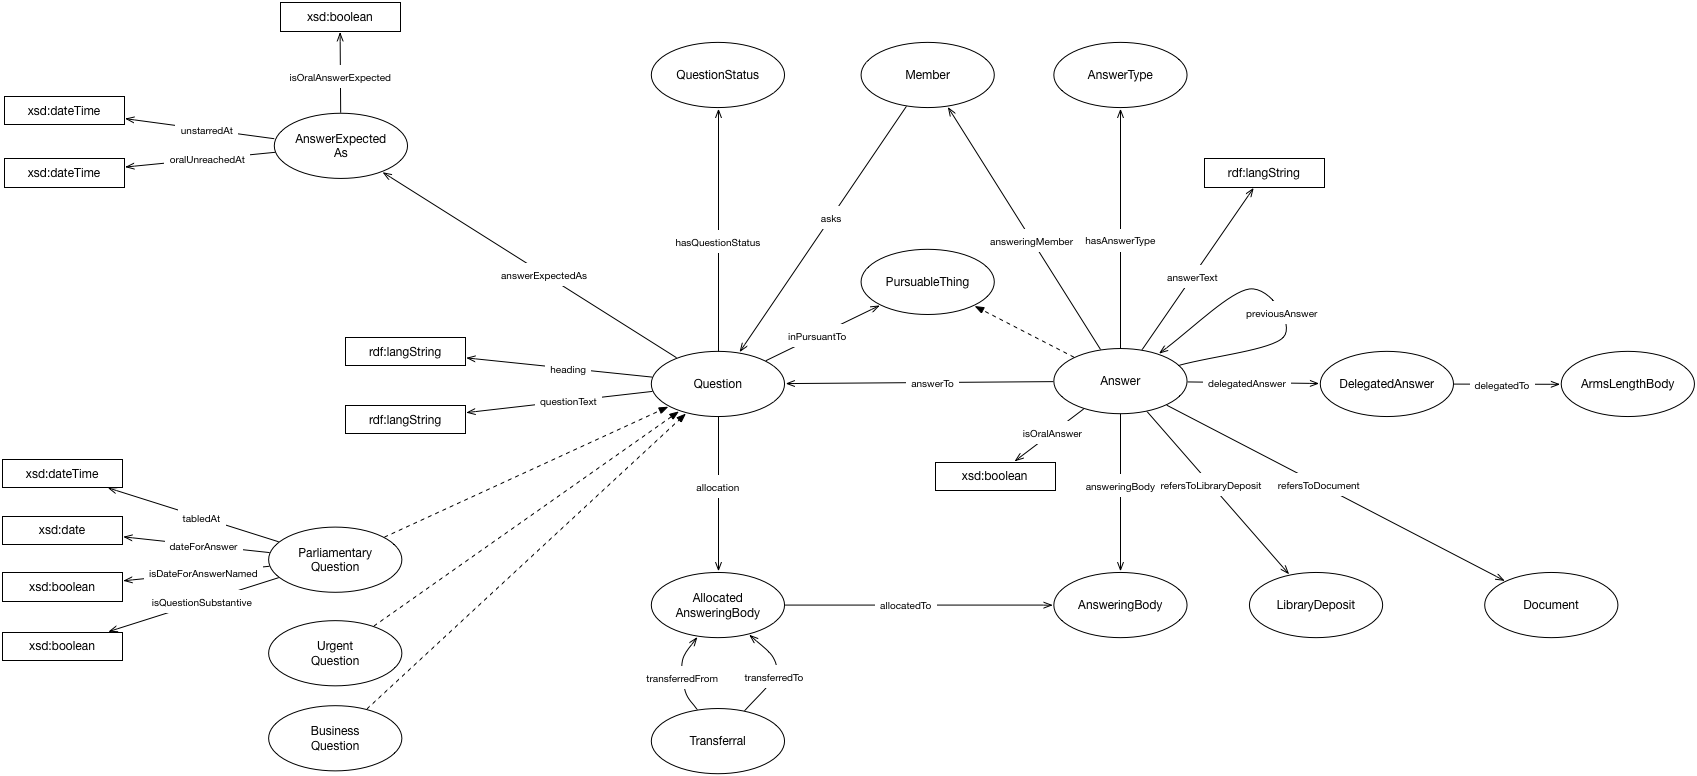 xsd:boolean
isOralAnswerExpected
QuestionStatus
Member
AnswerType
xsd:dateTime
unstarredAt
AnswerExpected
As
oralUnreachedAt
xsd:dateTime
rdf:langString
asks
hasQuestionStatus
answeringMember
hasAnswerType
answerExpectedAs
answerText
PursuableThing
previousAnswer
inPursuantTo
rdf:langString
heading
Question
answerTo
Answer
delegatedAnswer
DelegatedAnswer
delegatedTo
ArmsLengthBody
questionText
rdf:langString
isOralAnswer
xsd:boolean
xsd:dateTime
allocation
answeringBody
refersToLibraryDeposit
refersToDocument
tabledAt
xsd:date
dateForAnswer
Parliamentary
Question
isDateForAnswerNamed
xsd:boolean
isQuestionSubstantive
xsd:boolean
Allocated
AnsweringBody
allocatedTo
AnsweringBody
LibraryDeposit
Document
Urgent
Question
transferredFrom
transferredTo
Business
Question
Transferral